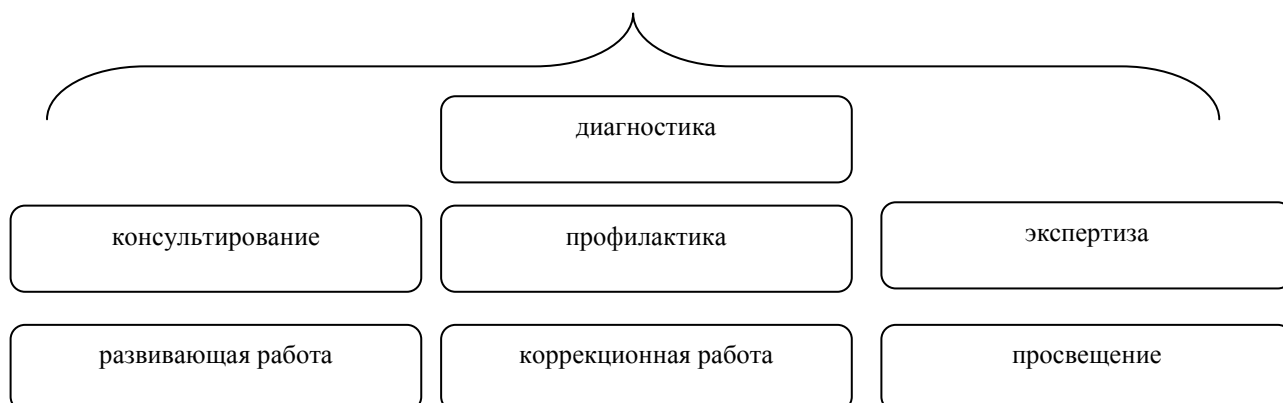 диагностика
консультирование
профилактика
экспертиза
развивающая работа
коррекционная работа
просвещение